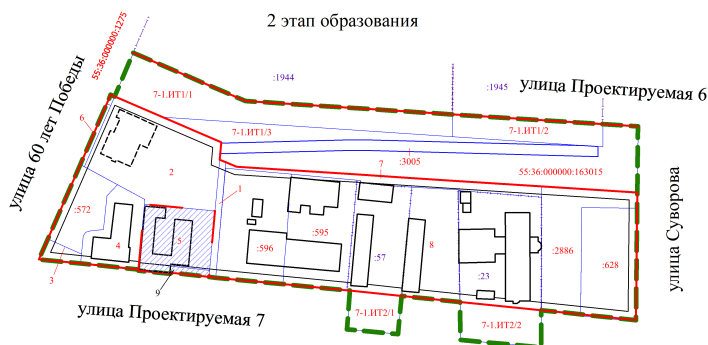 2 этап образования
55:36:000000:1275
:1944
:1945
улица Проектируемая 6
7-1.ИТ1/1
7-1.ИТ1/3
7-1.ИТ1/2
улица 60 лет Победы
6
:3005
7
55:36:000000:163015
2
1
:572
4
5
:596
:595
:57
8
:23
:2886
:628
улица Суворова
3
9
улица Проектируемая 7
7-1.ИТ2/1
7-1.ИТ2/2